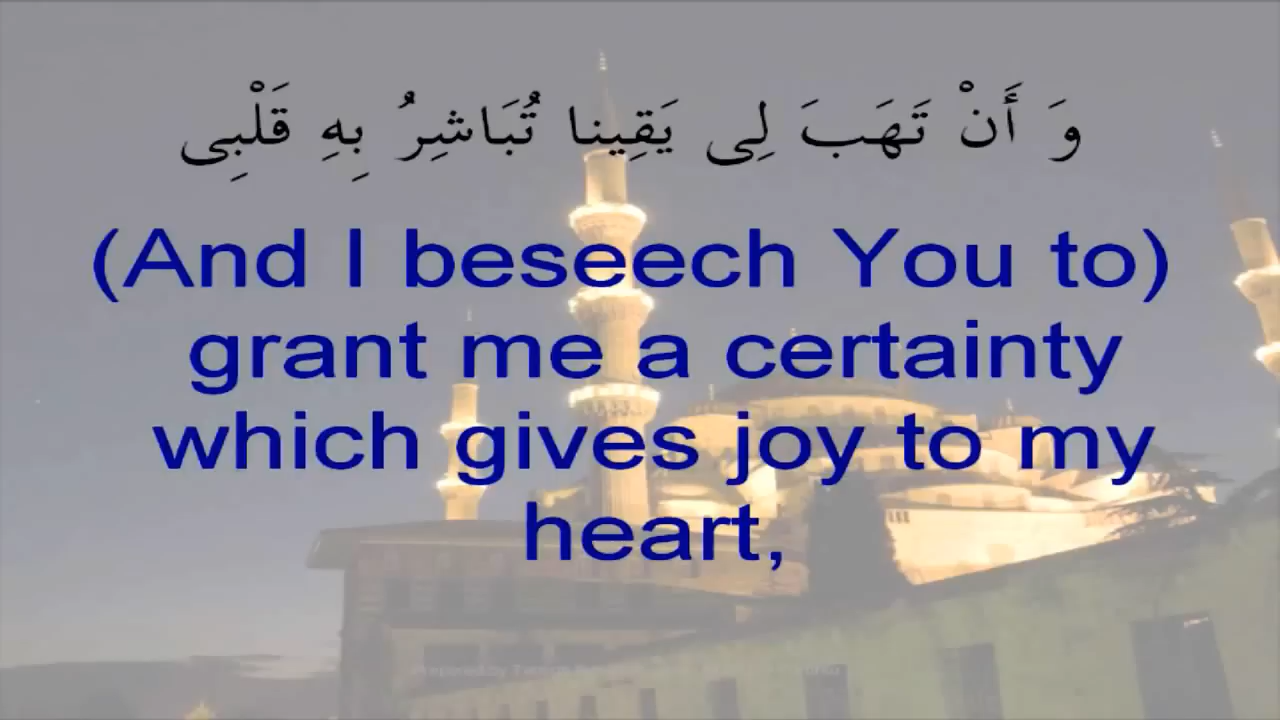 وَ أَنْ تَهَبَ لِى يَقِينا تُبَاشِرُ بِهِ قَلْبِى
(And I beseech You to)
grant me a certainty
which gives joy to my
heart,